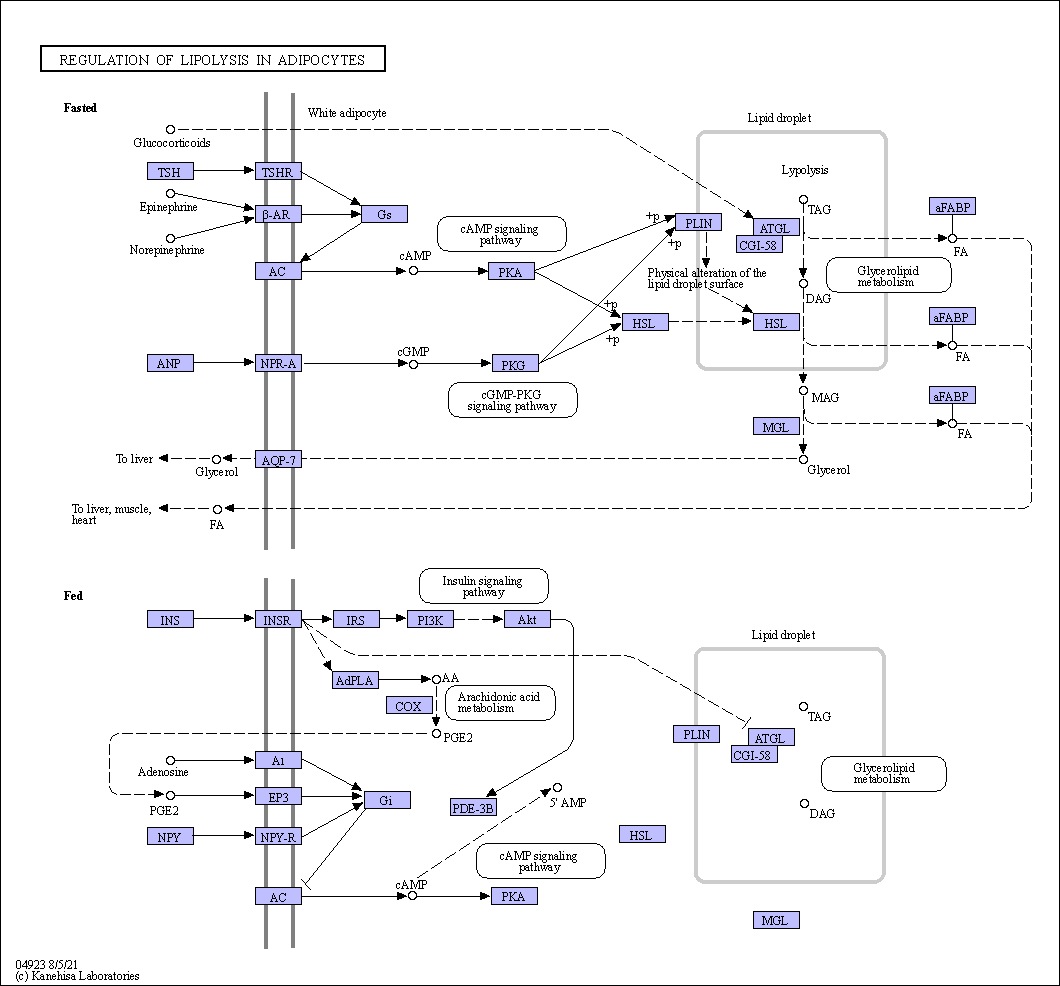 REGULATION OF LIPOLYSIS IN ADIPOCYTES
Fasted
White adipocyte
Lipid droplet
Glucocorticoids
Lypolysis
TSH
TSHR
Epinephrine
β-AR
Gs
Norepinephrine
cAMP signaling
pathway
+p
PLIN
+p
ATGL
CGI-58
TAG
aFABP
FA
AC
cAMP
PKA
Physical alteration of the
lipid droplet surface
Glycerolipid
metabolism
DAG
+p
HSL
+p
HSL
aFABP
FA
ANP
NPR-A
cGMP
PKG
cGMP-PKG
signaling pathway
MAG
aFABP
FA
MGL
To liver
Glycerol
AQP-7
Glycerol
To liver, muscle,
heart
FA
Fed
Insulin signaling
pathway
INS
INSR
IRS
PI3K
Akt
Lipid droplet
AdPLA
AA
COX
Arachidonic acid
metabolism
PGE2
TAG
PLIN
ATGL
CGI-58
Adenosine
A1
Glycerolipid
metabolism
PGE2
EP3
Gi
PDE-3B
5' AMP
DAG
NPY
NPY-R
HSL
cAMP signaling
pathway
AC
cAMP
PKA
MGL
04923 8/5/21
(c) Kanehisa Laboratories